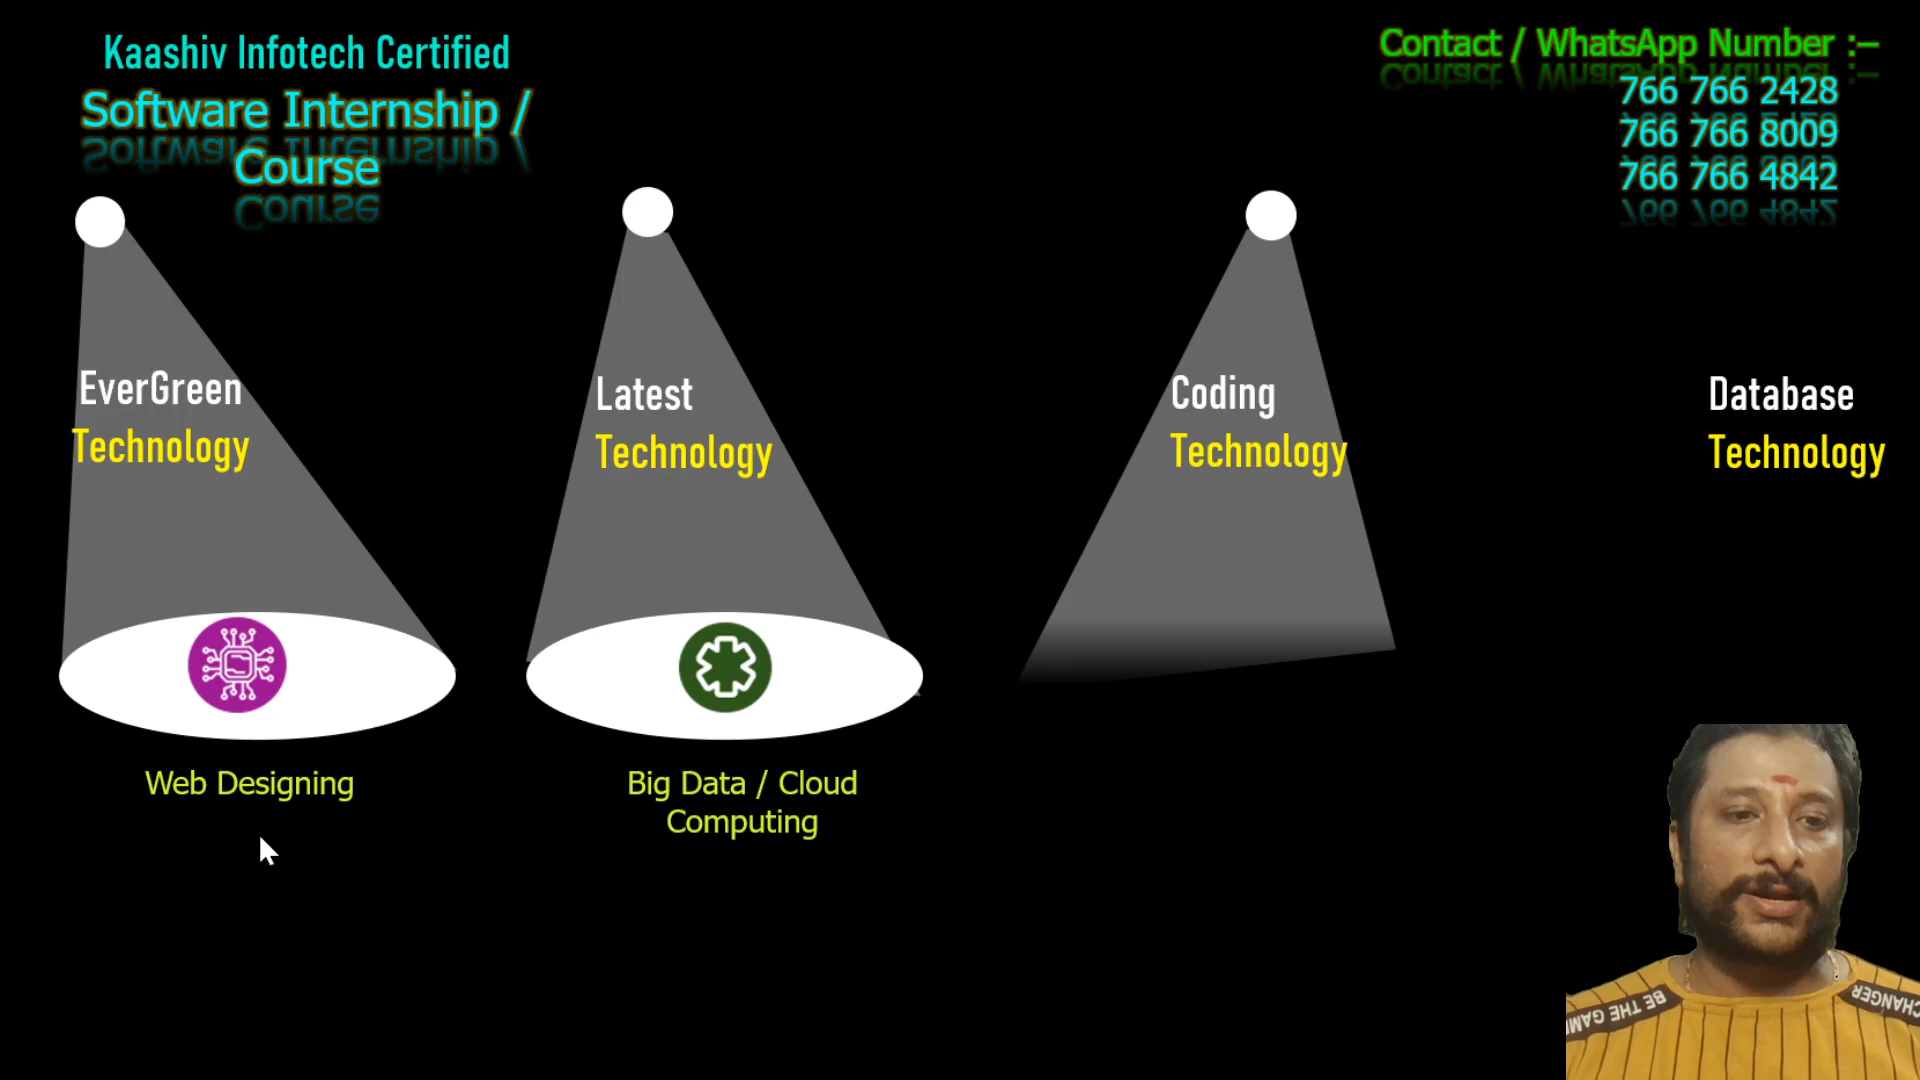 Kaashiv Infotech Certified
Software Internship /
Course
Contact / WhatsApp Number :–
766 766 2428
766 766 8009
766 766 4842
EverGreen
Technology
Latest
Technology
Coding
Technology
Database
Technology
Web Designing
Big Data / Cloud
Computing
BE THE GAM
CHANGER